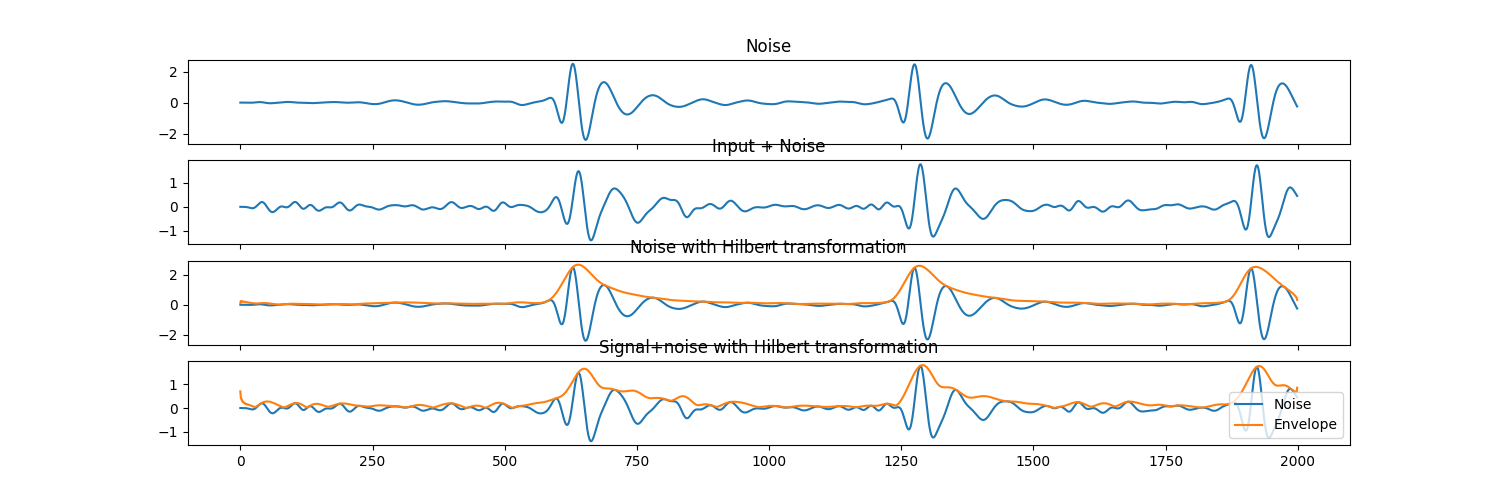 Noise
2
0
−2
Input + Noise
1
0
−1
Noise with Hilbert transformation
2
0
−2
Signal+noise with Hilbert transformation
1
0
−1
Noise
Envelope
0 250 500 750 1000 1250 1500 1750 2000